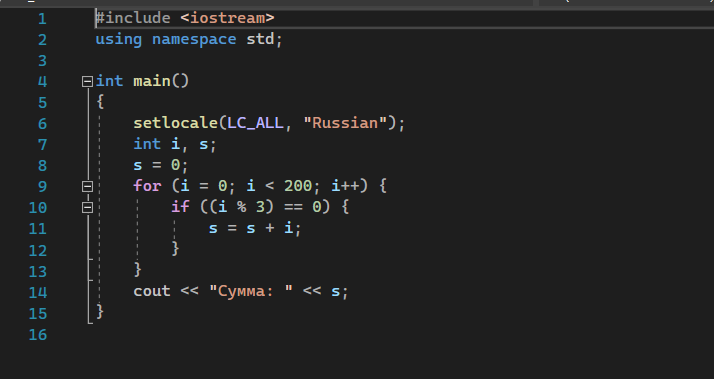 1 #include <iostream>
2 using namespace std;
3
4 int main()
5 {
6 setlocale(LC_ALL, "Russian");
7 int i, s;
8 s = 0;
9 for (i = 0; i < 200; i++) {
10 if ((i % 3) == 0) {
11 s = s + i;
12 }
13 }
14 cout << "Сумма: " << s;
15 }
16